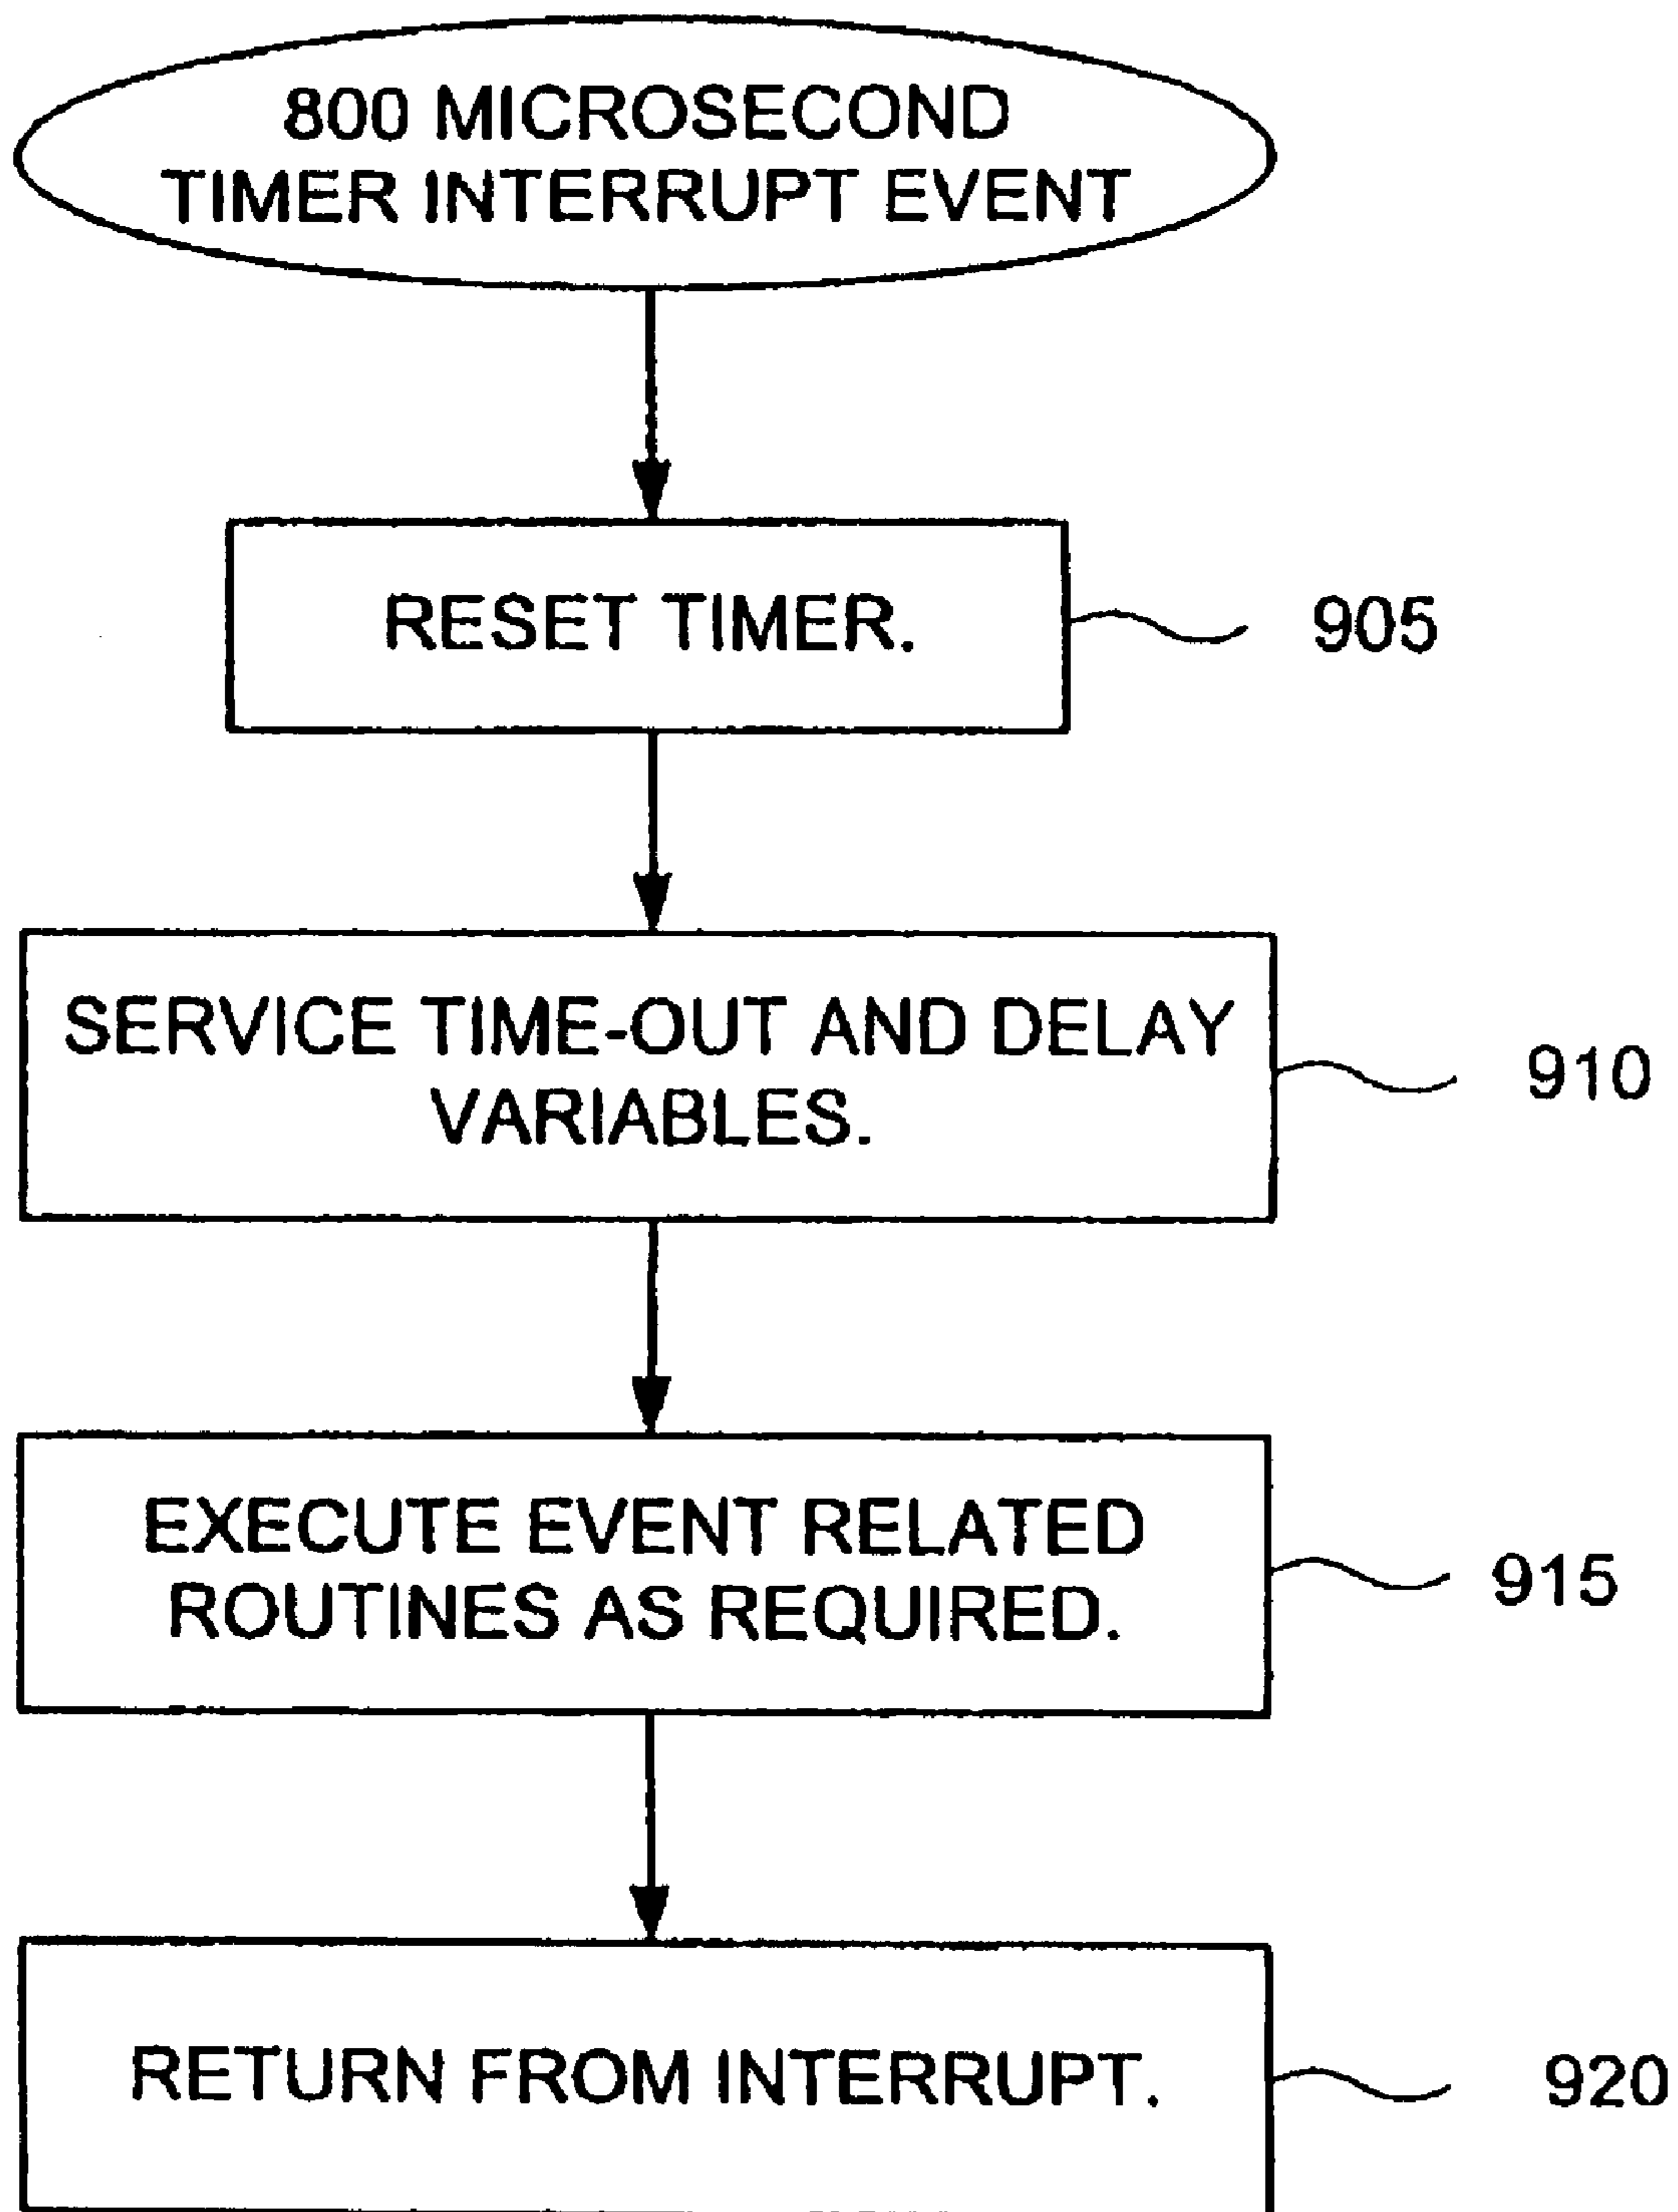 800 MICROSECOND
TIMER INTERRUPT EVENT
RESET TIMER.
905
SERVICE TIME-OUT AND DELAY
VARIABLES.
910
EXECUTE EVENT RELATED
ROUTINES AS REQUIRED.
915
RETURN FROM INTERRUPT.
920